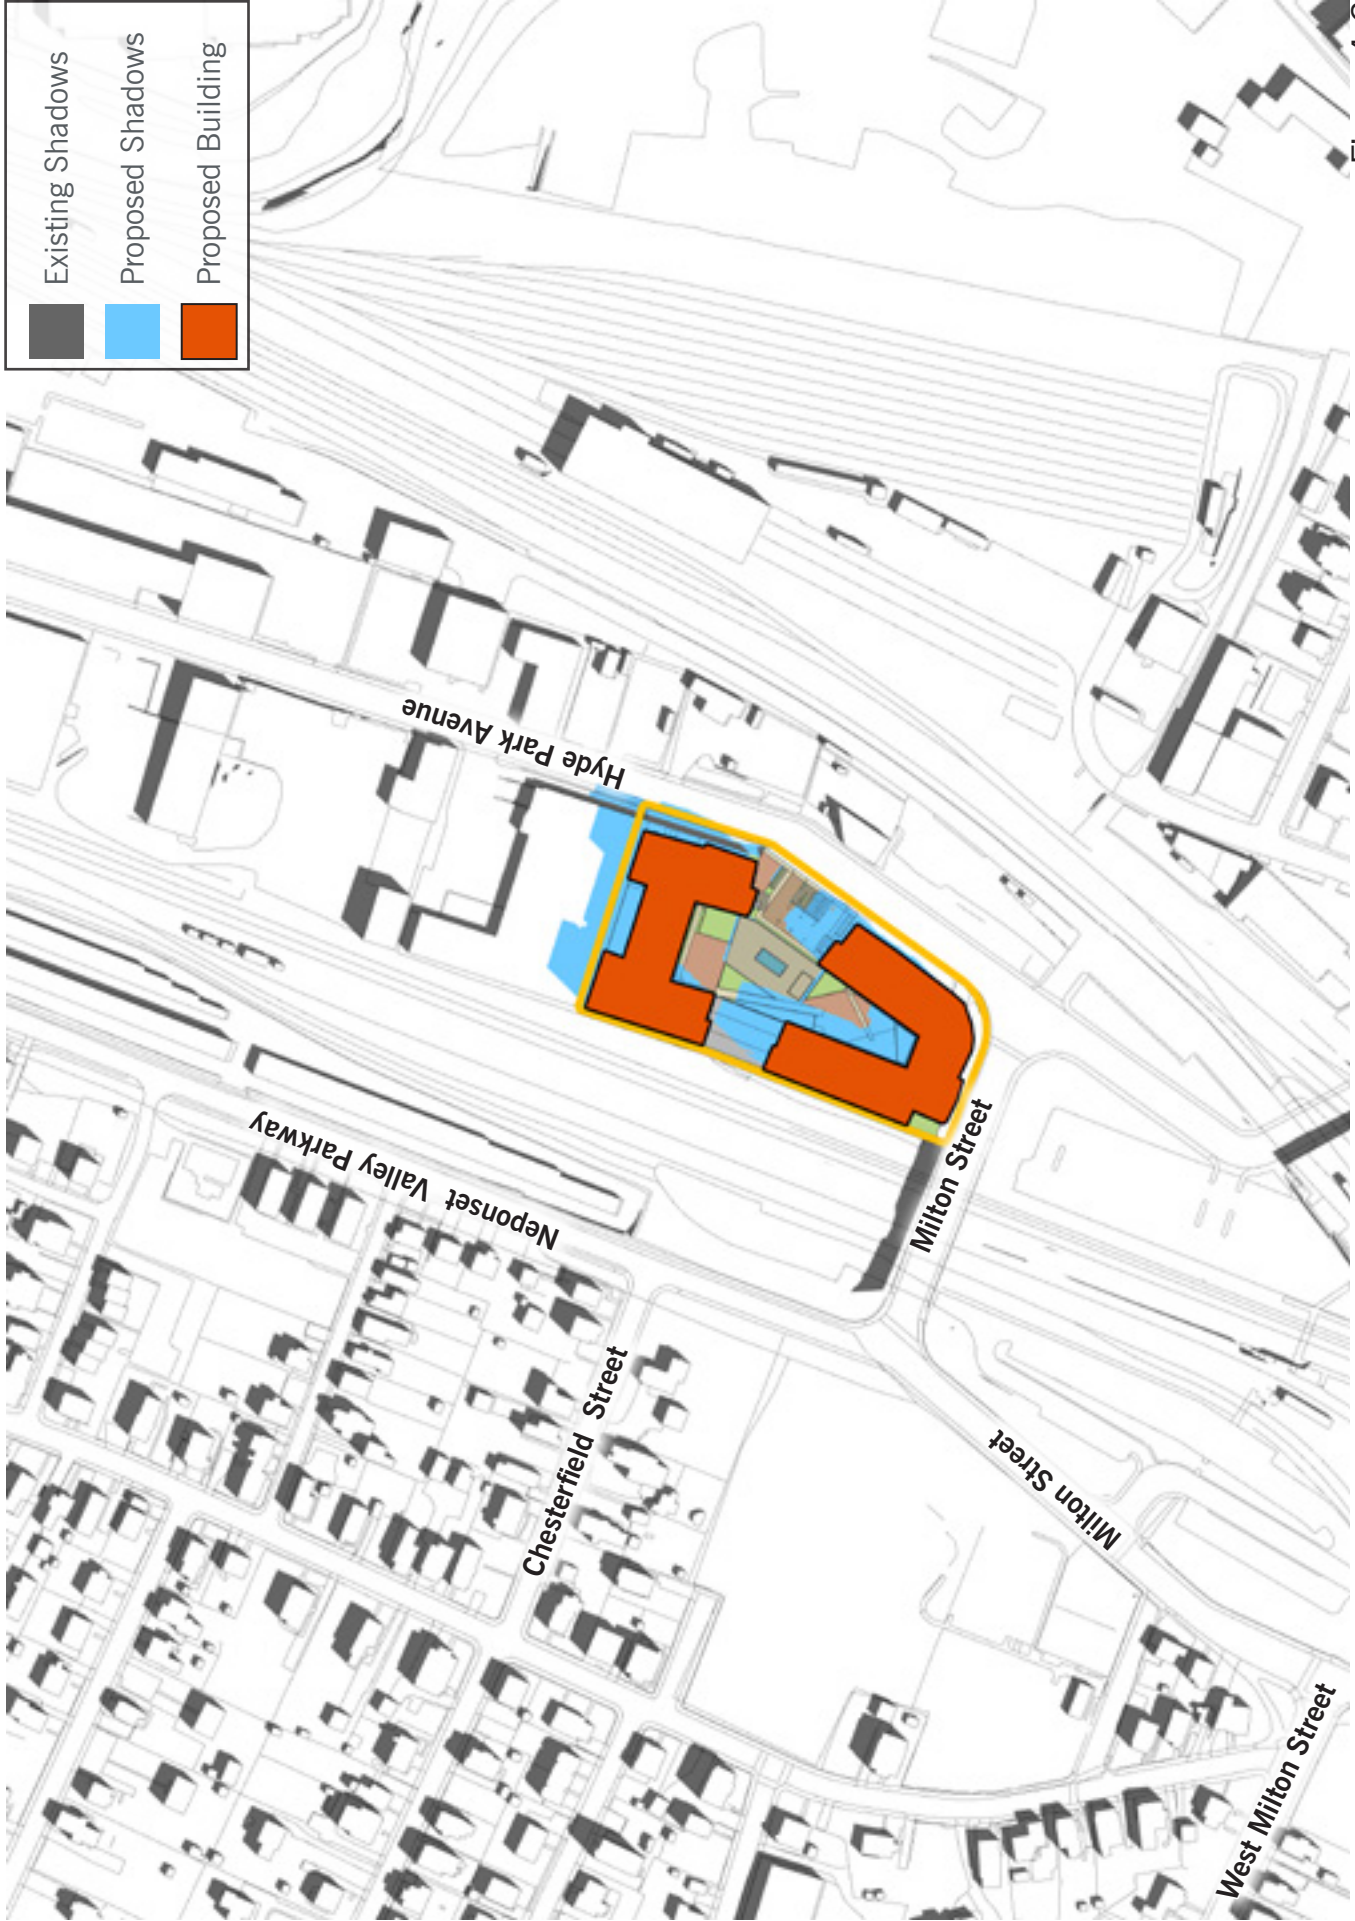 Existing Shadows
Proposed Shadows
Proposed Building
Hyde Park Avenue
Neponset Valley Parkway
Milton Street
Chesterfield Street
Milton Street
West Milton Street